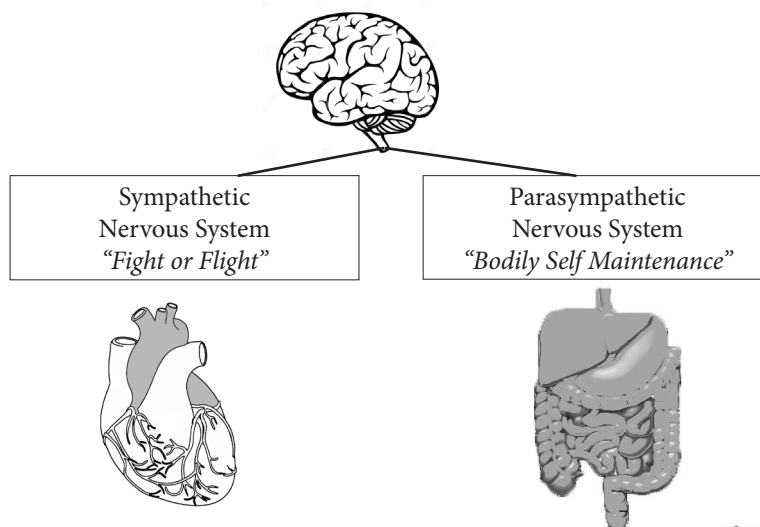 Sympathetic
Nervous System
“Fight or Flight”
Parasympathetic
Nervous System
“Bodily Self Maintenance”